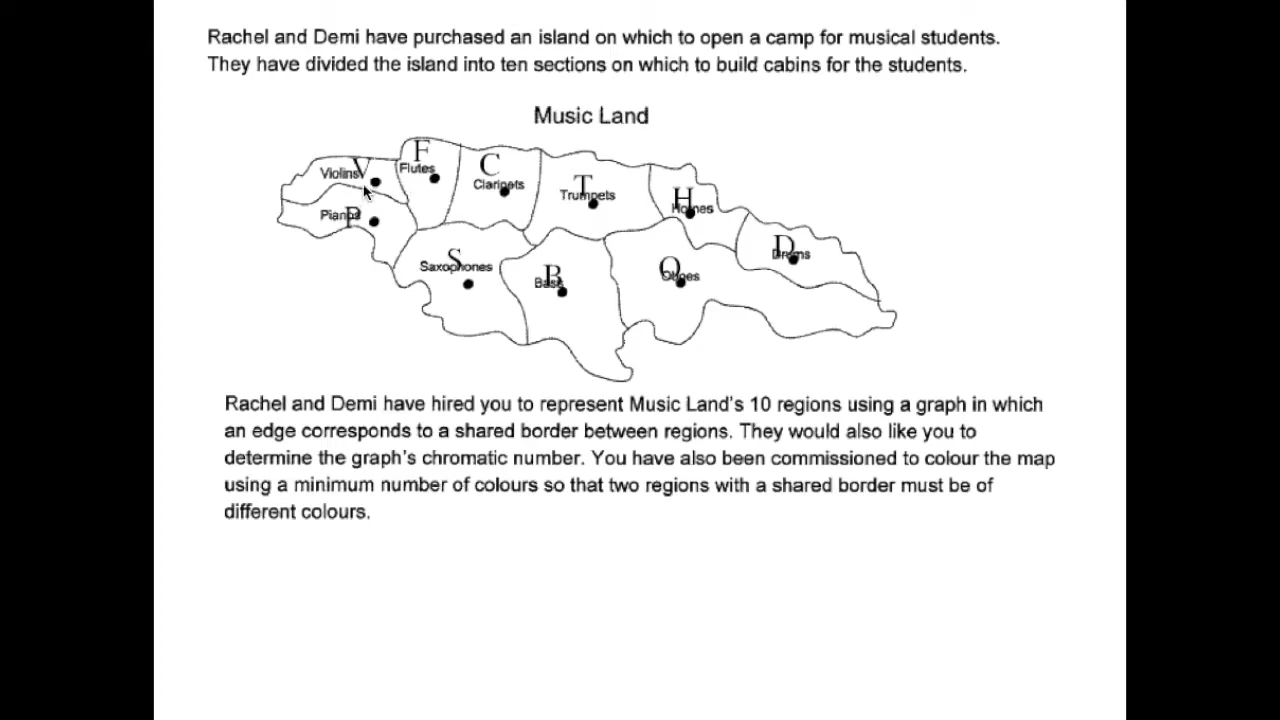 Rachel and Demi have purchased an island on which to open a camp for musical students.
They have divided the island into ten sections on which to build cabins for the students.
Music Land
V
Violins
F
Flutes
C
Clarinets
T
Trumpets
H
Hornes
D
Drums
P
Pianos
S
Saxophones
B
Bass
O
Oboes
Rachel and Demi have hired you to represent Music Land's 10 regions using a graph in which
an edge corresponds to a shared border between regions. They would also like you to
determine the graph's chromatic number. You have also been commissioned to colour the map
using a minimum number of colours so that two regions with a shared border must be of
different colours.